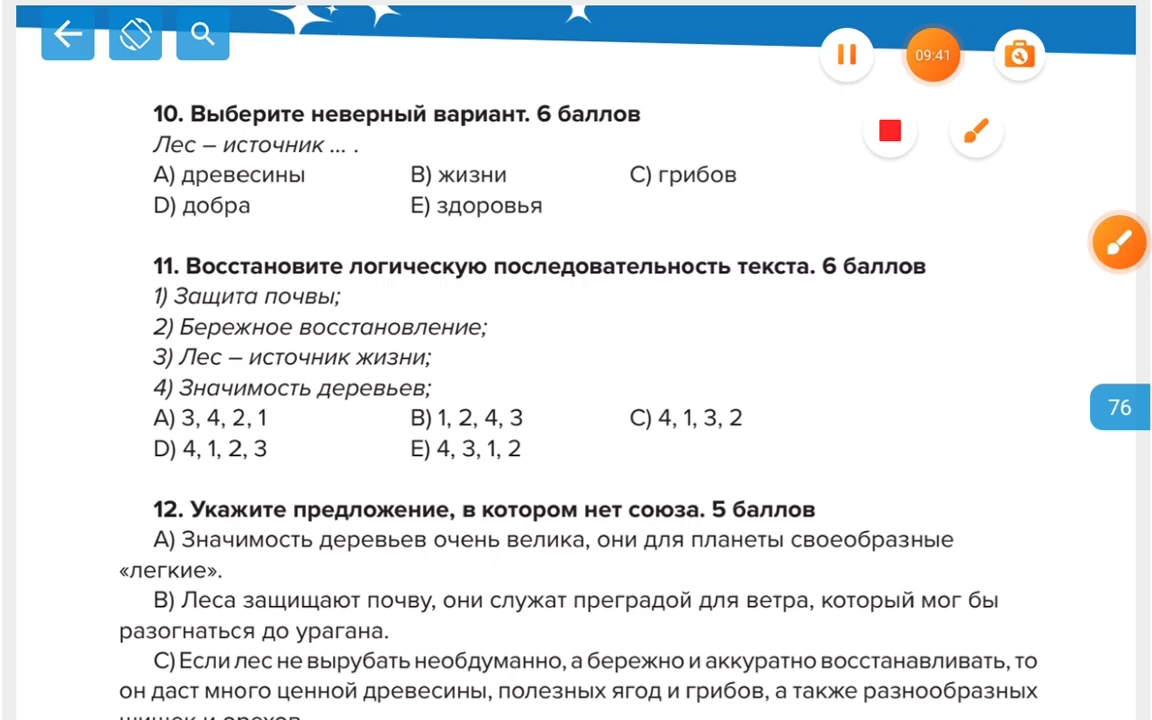 09:41
10. Выберите неверный вариант. 6 баллов
Лес – источник ... .
A) древесины B) жизни C) грибов
D) добра E) здоровья
11. Восстановите логическую последовательность текста. 6 баллов
1) Защита почвы;
2) Бережное восстановление;
3) Лес – источник жизни;
4) Значимость деревьев;
A) 3, 4, 2, 1 B) 1, 2, 4, 3 C) 4, 1, 3, 2
76
D) 4, 1, 2, 3 E) 4, 3, 1, 2
12. Укажите предложение, в котором нет союза. 5 баллов
A) Значимость деревьев очень велика, они для планеты своеобразные
«легкие».
B) Леса защищают почву, они служат преградой для ветра, который мог бы
разогнаться до урагана.
C) Если лес не вырубать необдуманно, а бережно и аккуратно восстанавливать, то
он даст много ценной древесины, полезных ягод и грибов, а также разнообразных